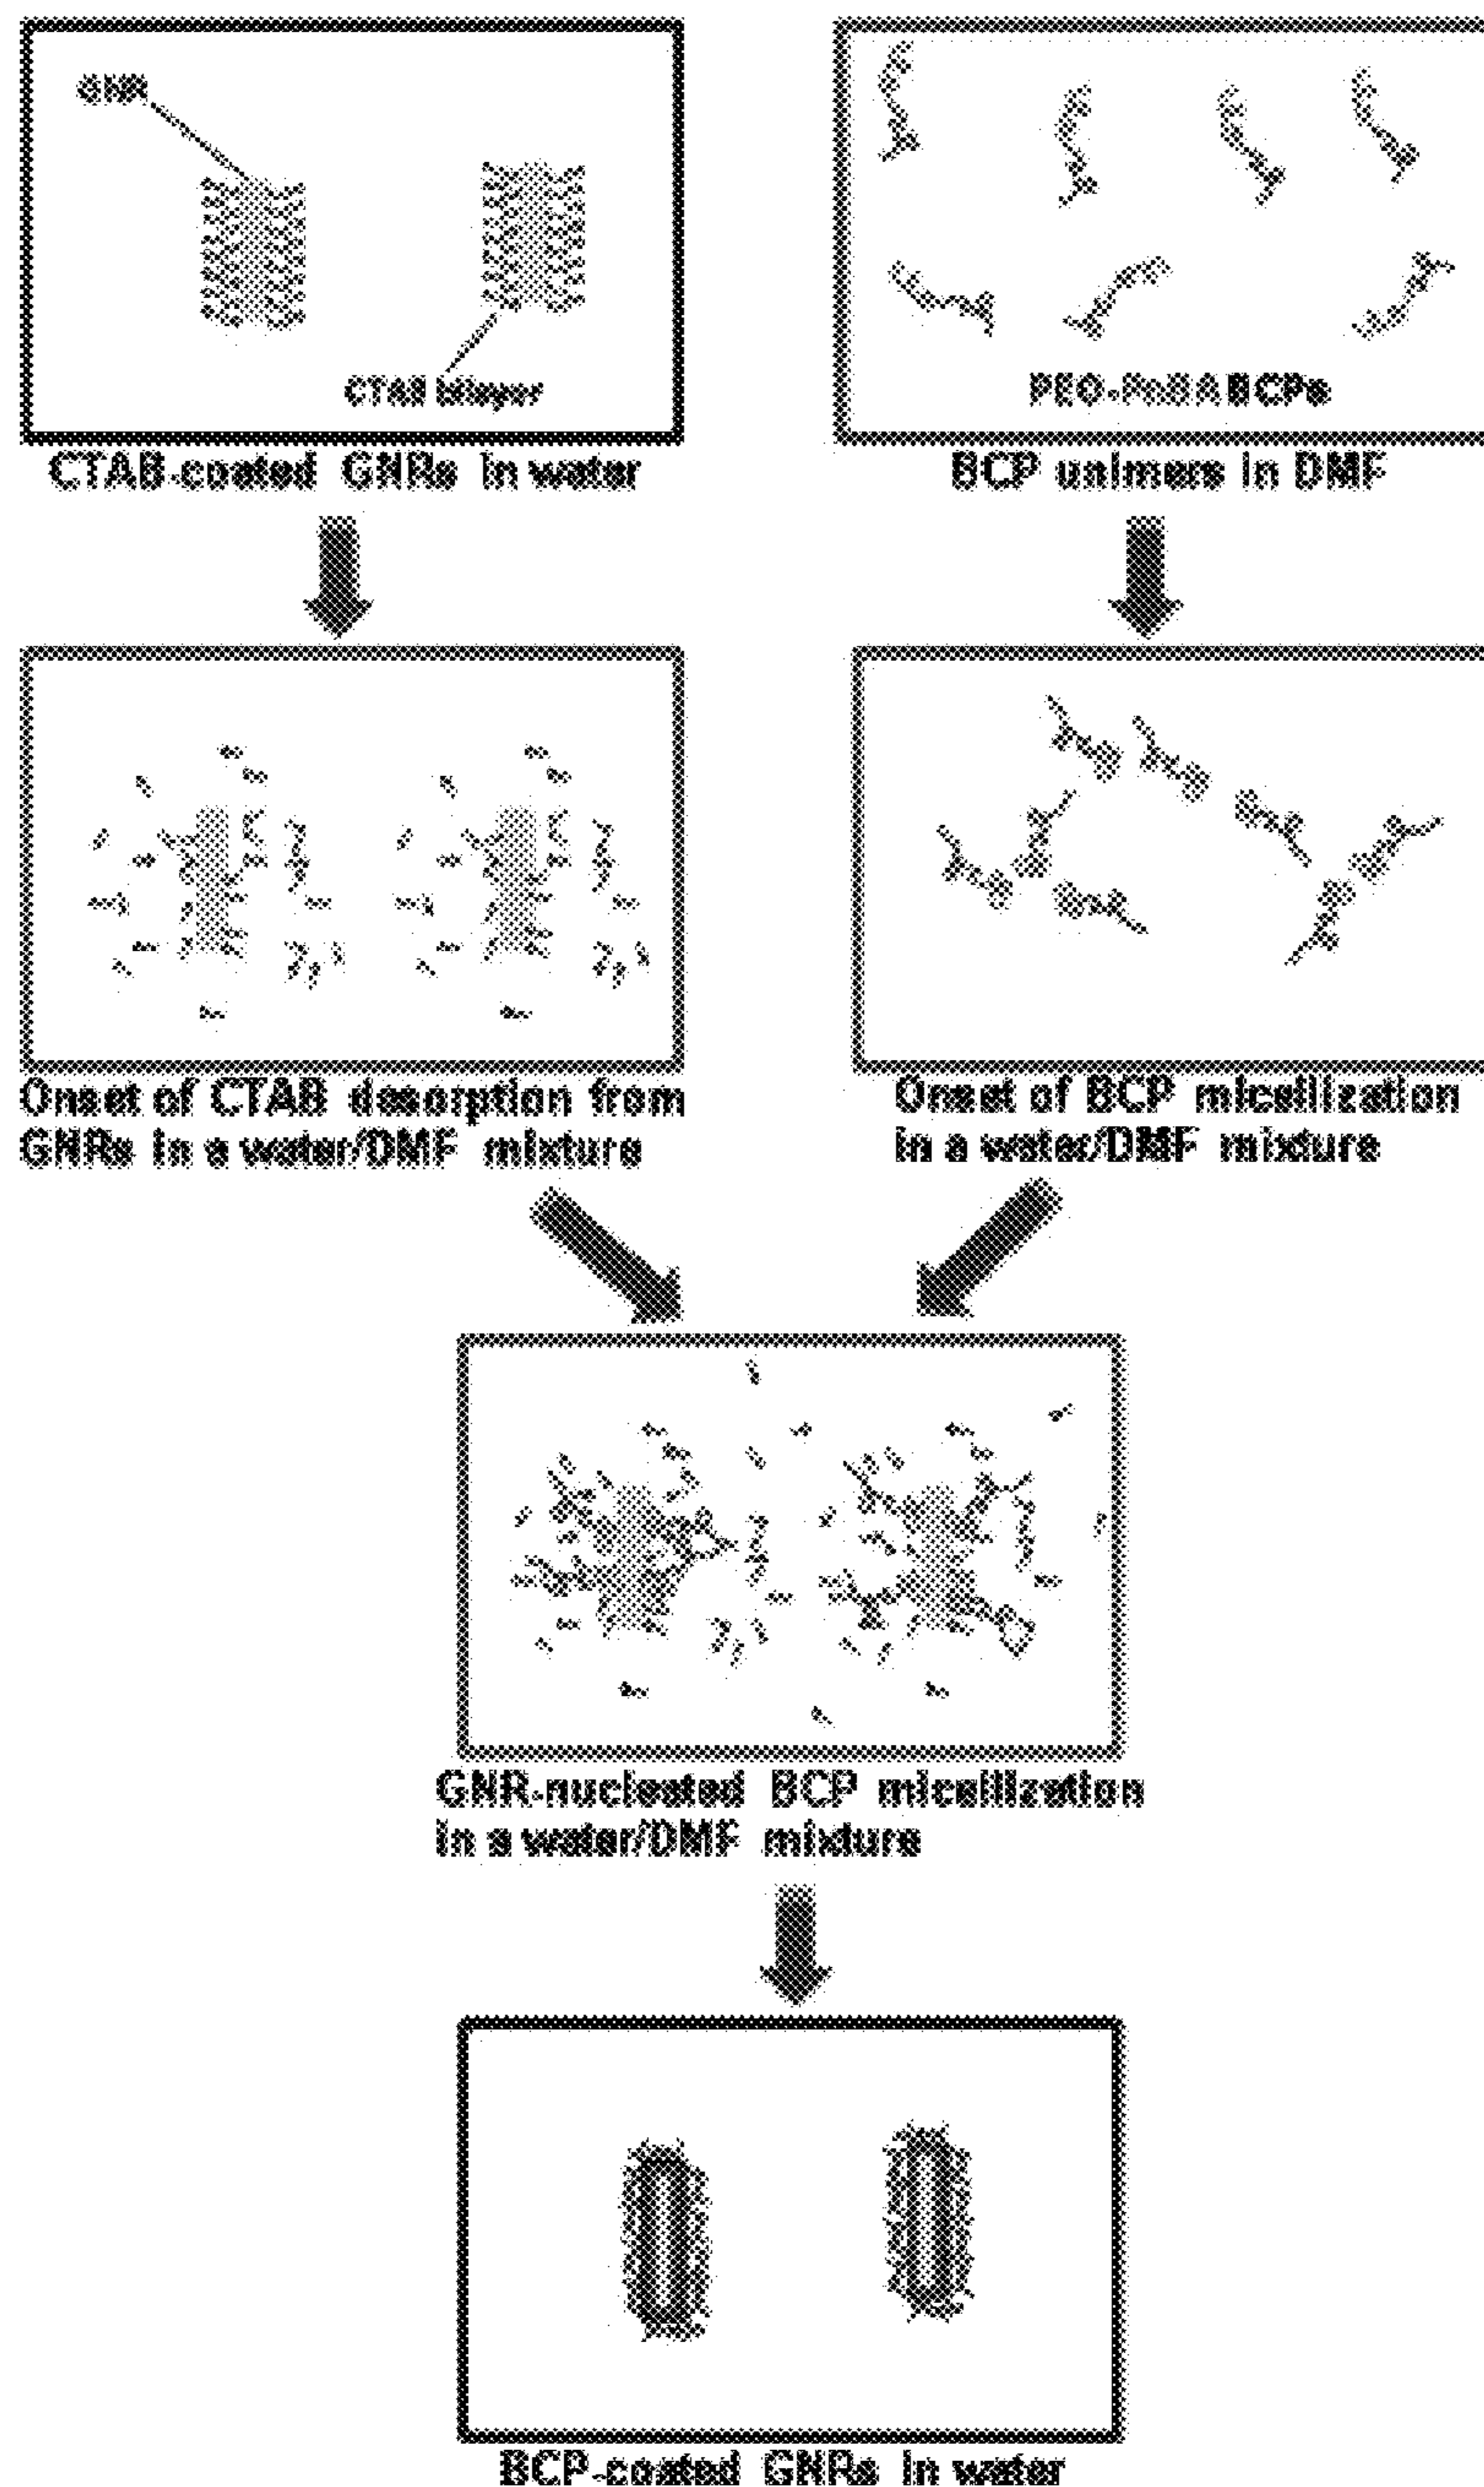 GNR
CTAB bilayer
CTAB-coated GNRs in water
PEO-PnBA BCPs
BCP unimers in DMF
Onset of CTAB desorption from
GNRs in a water/DMF mixture
Onset of BCP micellization
in a water/DMF mixture
GNR-nucleated BCP micellization
in a water/DMF mixture
BCP-coated GNRs in water